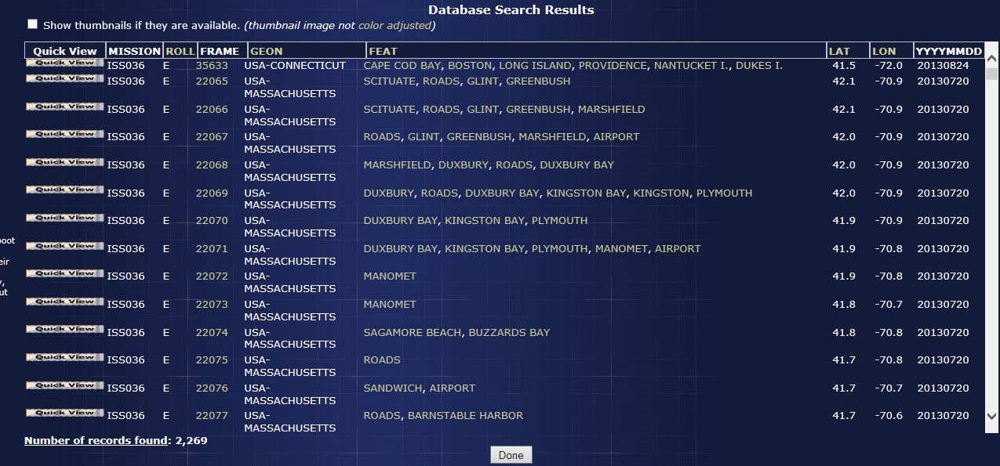 Database Search Results
Show thumbnails if they are available. (thumbnail image not color adjusted)
Quick View MISSION ROLL FRAME GEON FEAT LAT LON YYYYMMDD
Quick View ISS036 E 35633 USA-CONNECTICUT CAPE COD BAY, BOSTON, LONG ISLAND, PROVIDENCE, NANTUCKET I., DUKES I. 41.5 -72.0 20130824
Quick View ISS036 E 22065 USA- SCITUATE, ROADS, GLINT, GREENBUSH 42.1 -70.9 20130720
MASSACHUSETTS
Quick View ISS036 E 22066 USA- SCITUATE, ROADS, GLINT, GREENBUSH, MARSHFIELD 42.1 -70.9 20130720
MASSACHUSETTS
Quick View ISS036 E 22067 USA- ROADS, GLINT, GREENBUSH, MARSHFIELD, AIRPORT 42.0 -70.9 20130720
MASSACHUSETTS
Quick View ISS036 E 22068 USA- MARSHFIELD, DUXBURY, ROADS, DUXBURY BAY 42.0 -70.9 20130720
MASSACHUSETTS
Quick View ISS036 E 22069 USA- DUXBURY, ROADS, DUXBURY BAY, KINGSTON BAY, KINGSTON, PLYMOUTH 42.0 -70.9 20130720
MASSACHUSETTS
Quick View ISS036 E 22070 USA- DUXBURY BAY, KINGSTON BAY, PLYMOUTH 41.9 -70.9 20130720
MASSACHUSETTS
oot
Quick View ISS036 E 22071 USA- DUXBURY BAY, KINGSTON BAY, PLYMOUTH, MANOMET, AIRPORT 41.9 -70.8 20130720
MASSACHUSETTS
eir
Quick View ISS036 E 22072 USA- MANOMET 41.9 -70.8 20130720
MASSACHUSETTS
ut
Quick View ISS036 E 22073 USA- MANOMET 41.8 -70.7 20130720
MASSACHUSETTS
Quick View ISS036 E 22074 USA- SAGAMORE BEACH, BUZZARDS BAY 41.8 -70.8 20130720
MASSACHUSETTS
Quick View ISS036 E 22075 USA- ROADS 41.7 -70.8 20130720
MASSACHUSETTS
Quick View ISS036 E 22076 USA- SANDWICH, AIRPORT 41.7 -70.7 20130720
MASSACHUSETTS
Quick View ISS036 E 22077 USA- ROADS, BARNSTABLE HARBOR 41.7 -70.6 20130720
MASSACHUSETTS
Number of records found: 2,269
Done